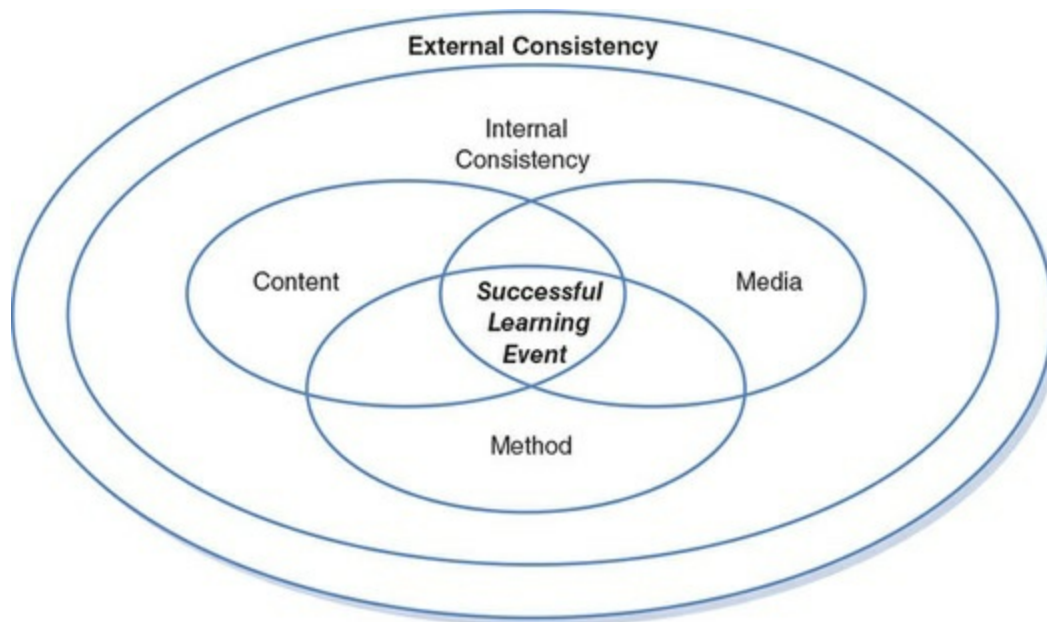 External Consistency
Internal
Consistency
Content
Media
Successful
Learning
Event
Method